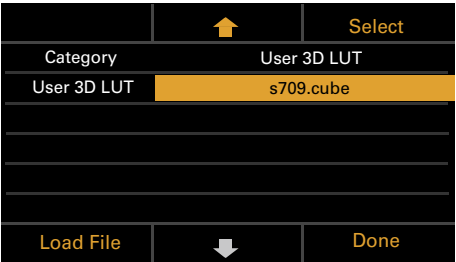 Select
Category User 3D LUT
User 3D LUT s709.cube
Load File Done